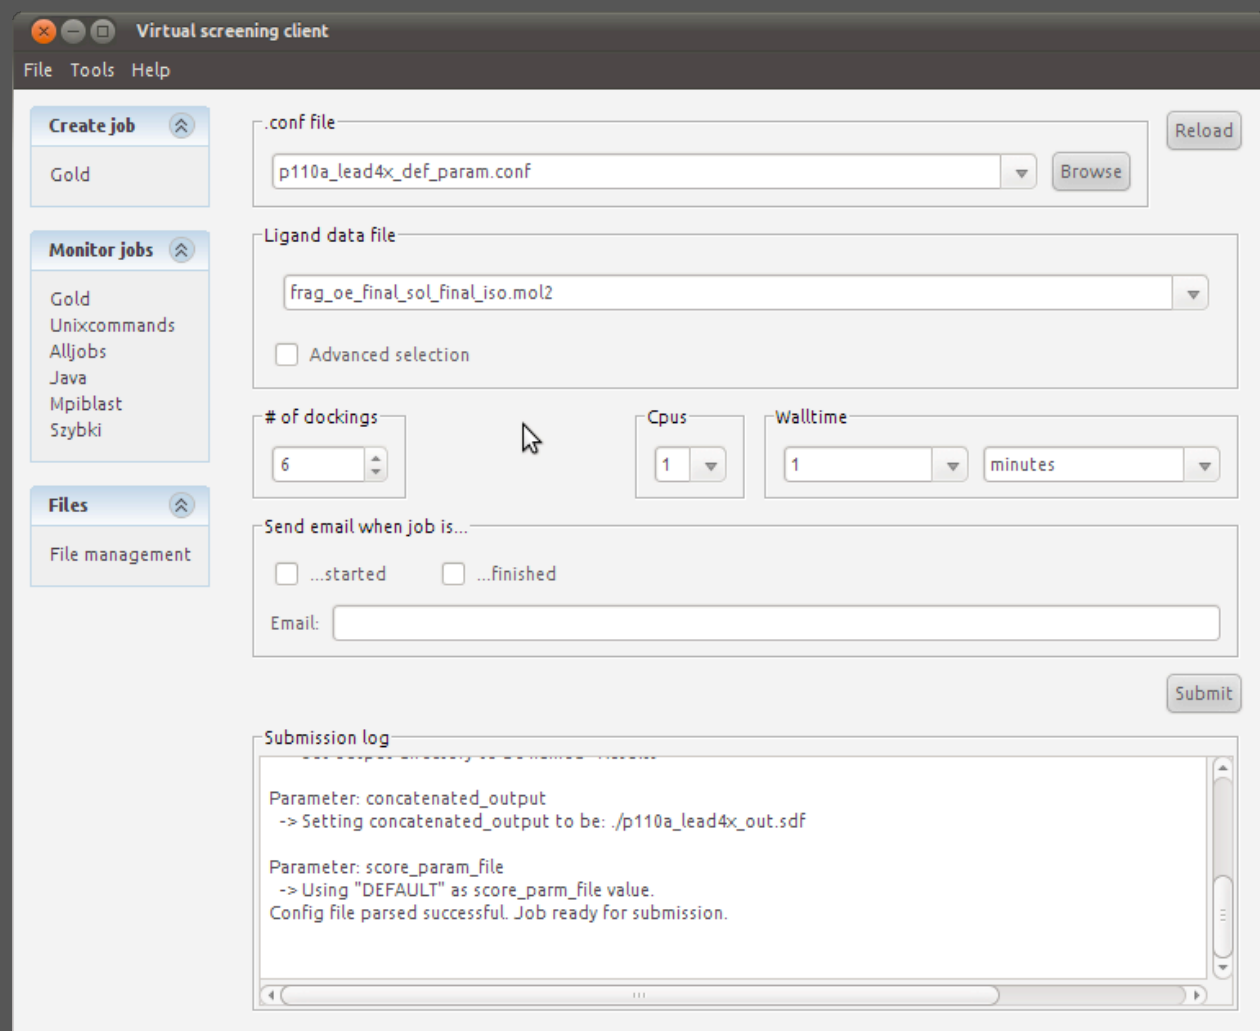 Virtual screening client
File Tools Help
Create job
Gold
Monitor jobs
Gold
Unixcommands
Alljobs
Java
Mpiblast
Szybki
Files
File management
.conf file
p110a_lead4x_def_param.conf
Browse
Reload
Ligand data file
frag_oe_final_sol_final_iso.mol2
Advanced selection
# of dockings
6
Cpus
1
Walltime
1 minutes
Send email when job is...
...started ...finished
Email:
Submit
Submission log
Parameter: concatenated_output
-> Setting concatenated_output to be: ./p110a_lead4x_out.sdf
Parameter: score_param_file
-> Using "DEFAULT" as score_parm_file value.
Config file parsed successful. Job ready for submission.